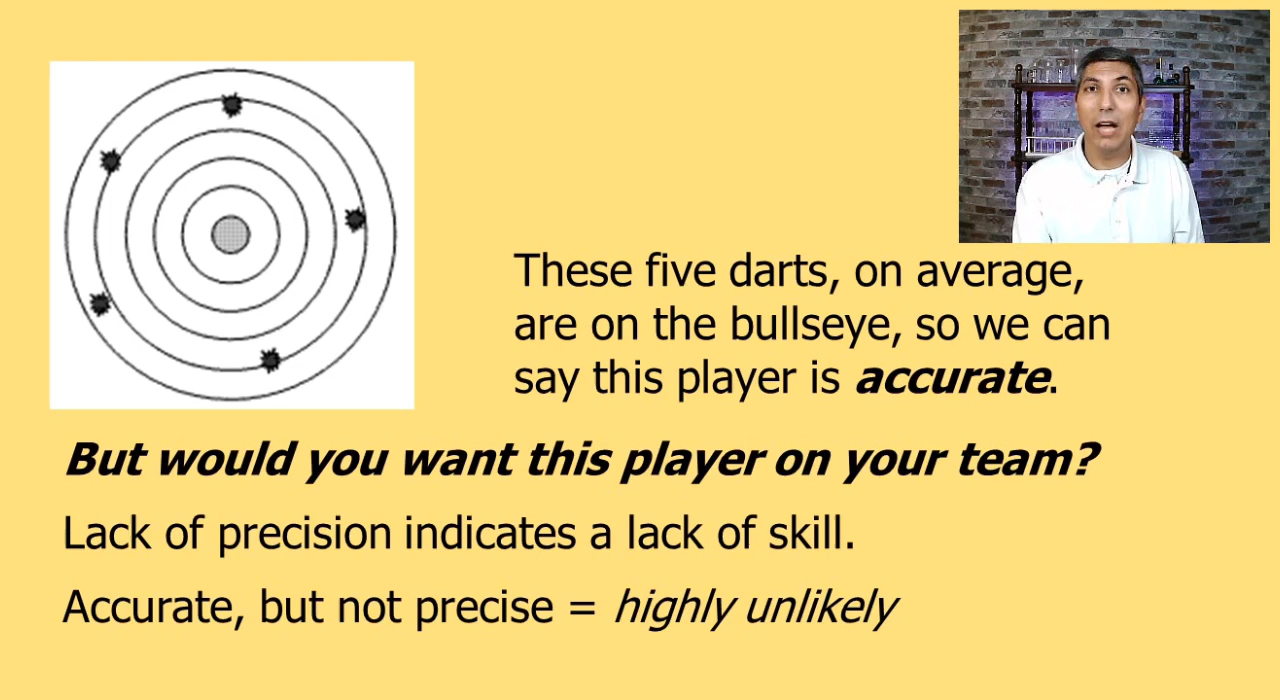 These five darts, on average,
are on the bullseye, so we can
say this player is accurate.
But would you want this player on your team?
Lack of precision indicates a lack of skill.
Accurate, but not precise = highly unlikely